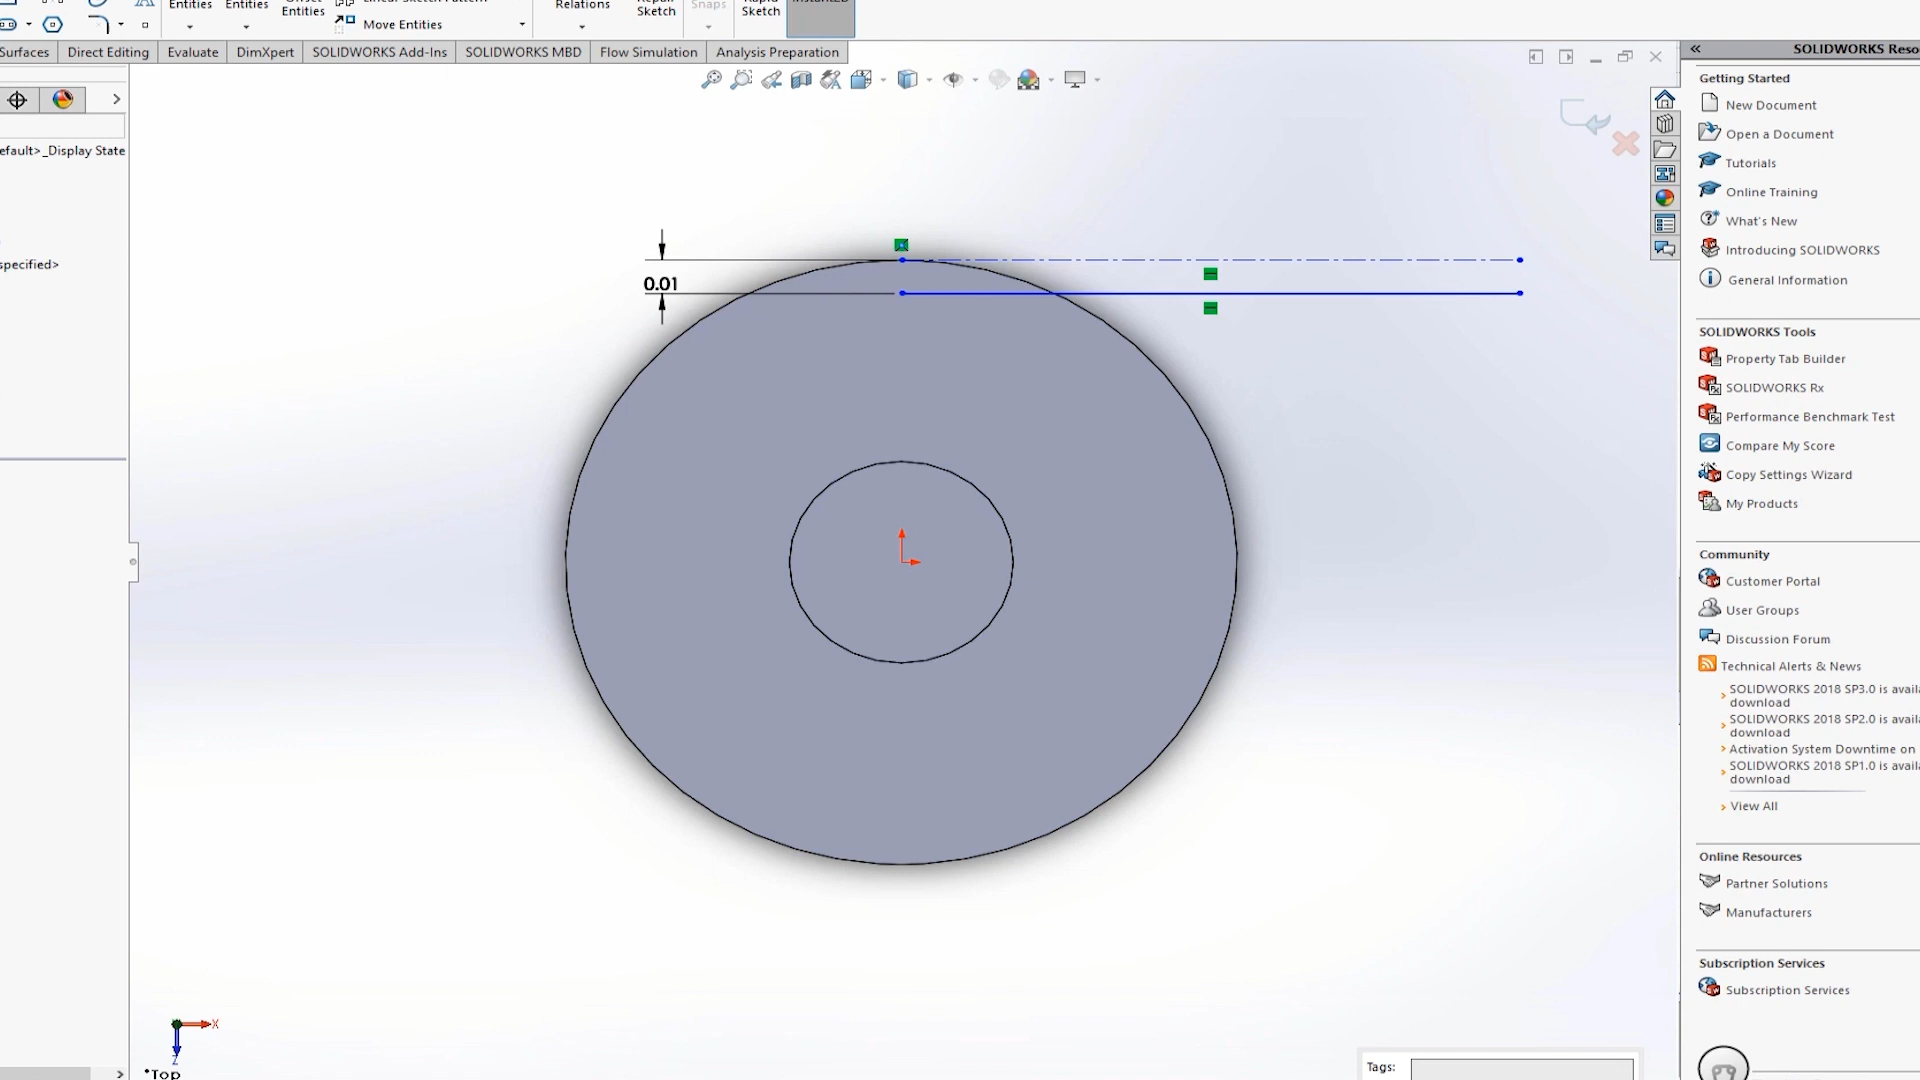 Entities
Entities
Entities
Move Entities
Relations
Sketch
Snaps
Sketch
Surfaces
Direct Editing
Evaluate
DimXpert
SOLIDWORKS Add-Ins
SOLIDWORKS MBD
Flow Simulation
Analysis Preparation
efault>_Display State
specified>
0.01
X
Z
*Top
Tags:
SOLIDWORKS Reso
Getting Started
New Document
Open a Document
Tutorials
Online Training
What's New
Introducing SOLIDWORKS
General Information
SOLIDWORKS Tools
Property Tab Builder
SOLIDWORKS Rx
Performance Benchmark Test
Compare My Score
Copy Settings Wizard
My Products
Community
Customer Portal
User Groups
Discussion Forum
Technical Alerts & News
SOLIDWORKS 2018 SP3.0 is availa
download
SOLIDWORKS 2018 SP2.0 is availa
download
Activation System Downtime on
SOLIDWORKS 2018 SP1.0 is availa
download
View All
Online Resources
Partner Solutions
Manufacturers
Subscription Services
Subscription Services